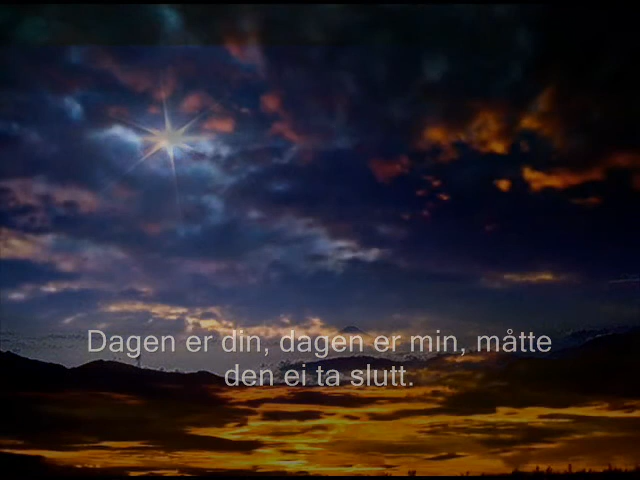 Dagen er din, dagen er min, måtte
den ei ta slutt.